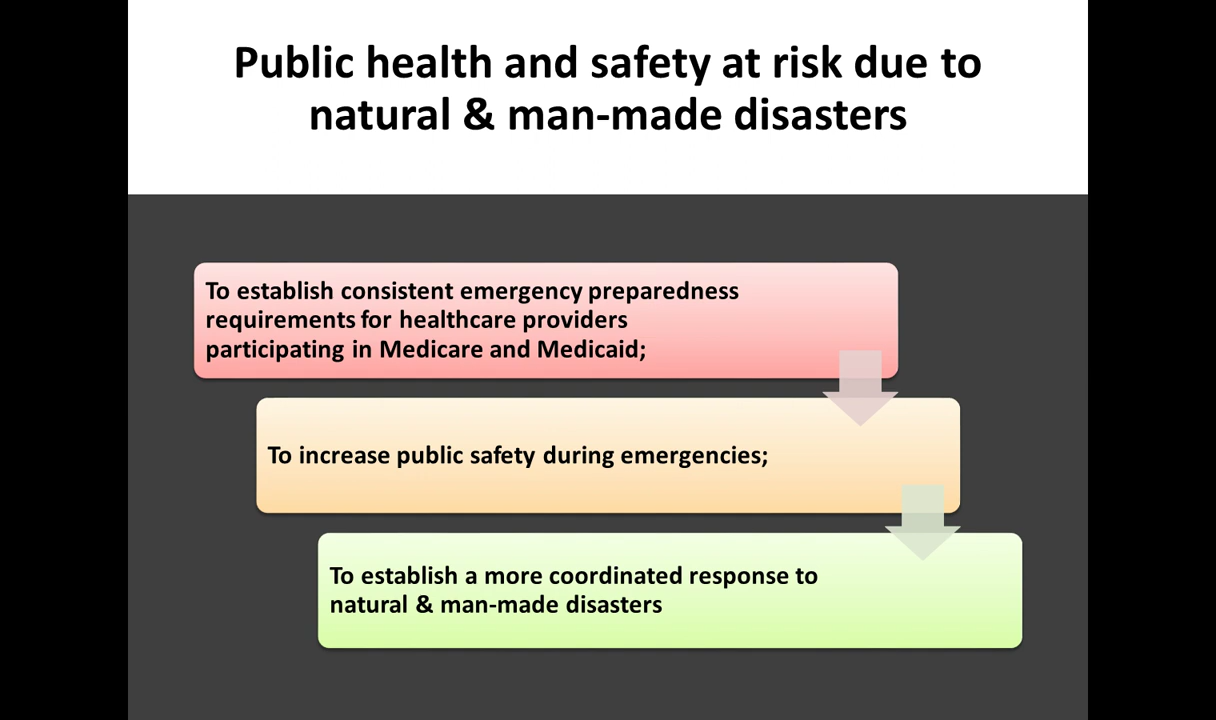 Public health and safety at risk due to
natural & man-made disasters
To establish consistent emergency preparedness
requirements for healthcare providers
participating in Medicare and Medicaid;
To increase public safety during emergencies;
To establish a more coordinated response to
natural & man-made disasters